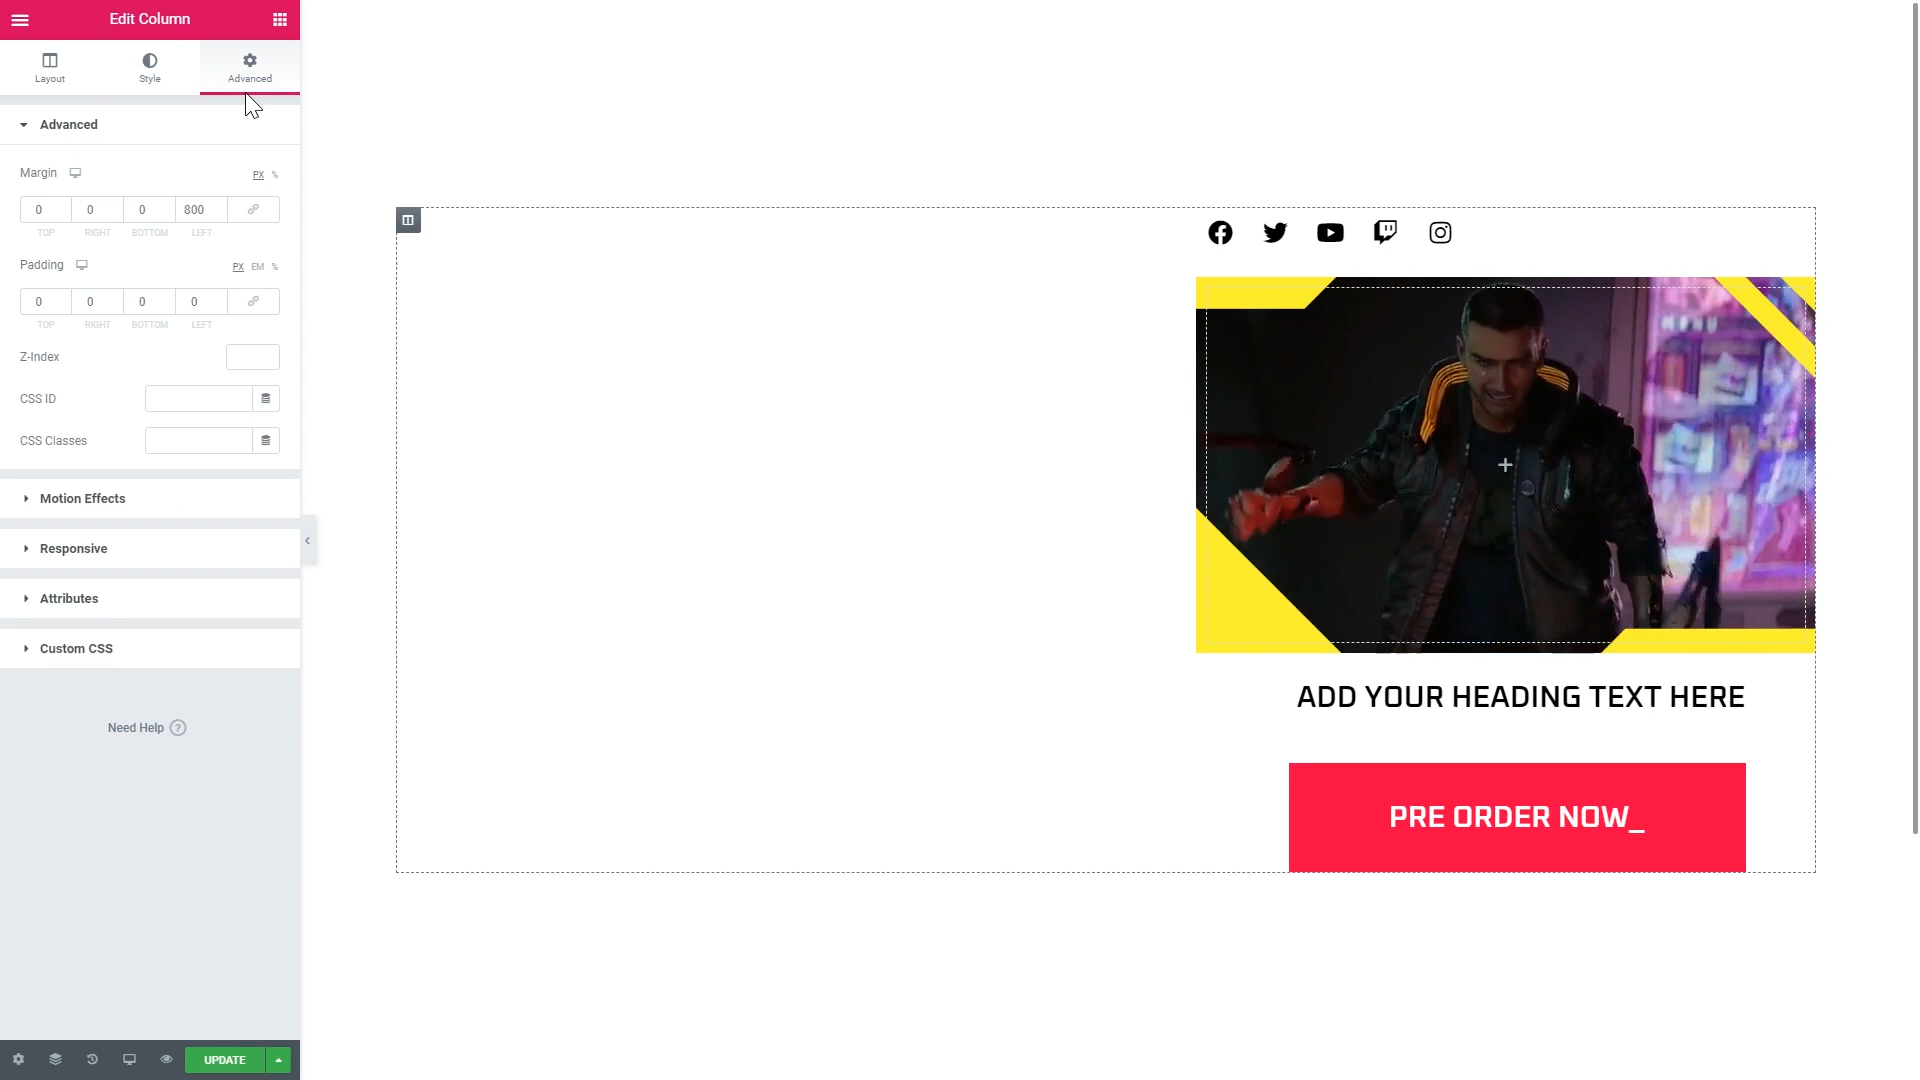 Edit Column
Layout
Style
Advanced
Advanced
Margin
PX %
0 0 0 800
TOP RIGHT BOTTOM LEFT
Padding
PX EM %
0 0 0 0
TOP RIGHT BOTTOM LEFT
Z-Index
CSS ID
CSS Classes
Motion Effects
Responsive
Attributes
Custom CSS
Need Help ?
UPDATE
MENU
ADD YOUR HEADING TEXT HERE
PRE ORDER NOW_